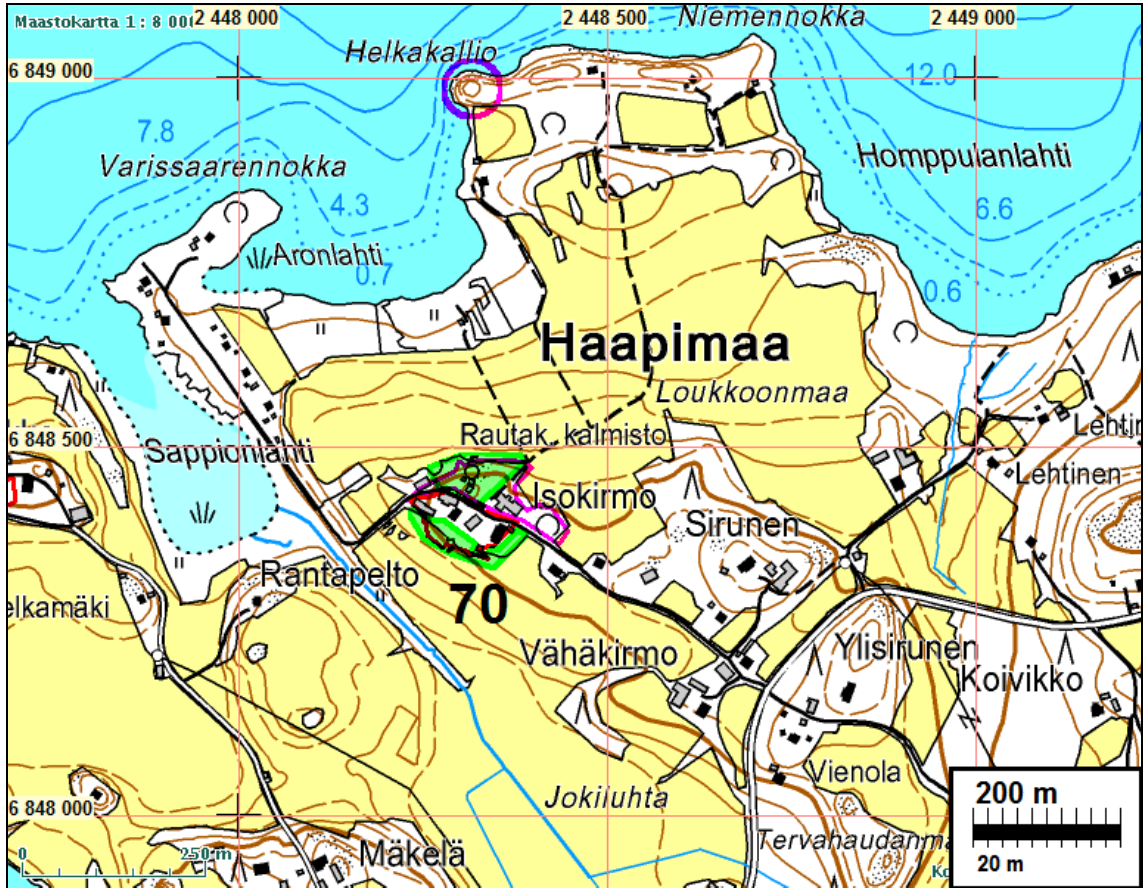 Maastokartta 1 : 8 000
2 448 000
2 448 500
2 449 000
Niemennokka
Helkakallio
6 849 000
12.0
7.8
Varissaarennokka
Homppulanlahti
4.3
6.6
Aronlahti
0.7
0.6
Haapimaa
Loukkoonmaa
Rautak. kalmisto
6 848 500
Sappionlahti
Lehtinen
Isokirmo
Sirunen
Rantapelto
elkamäki
70
Vähäkirmo
Ylisirunen
Koivikko
Vienola
200 m
6 848 000
Jokiluhta
20 m
Tervahaudanma
0
250 m
Mäkelä